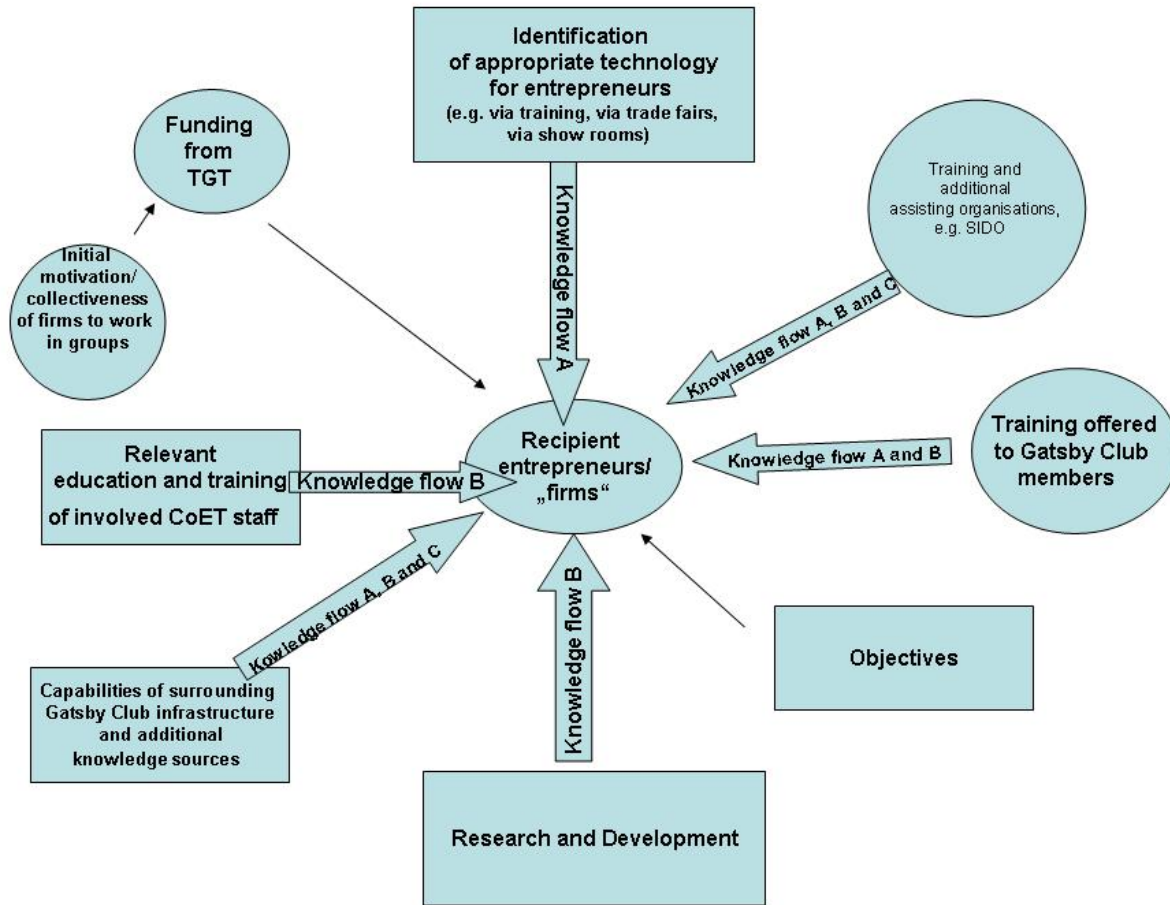 Identification
of appropriate technology
for entrepreneurs
(e.g. via training, via trade fairs,
via show rooms)
Funding
from
TGT
Training and
additional
assisting organisations,
e.g. SIDO
Initial
motivation/
collectiveness
of firms to work
in groups
Knowledge flow A
Knowledge flow A, B and C
Recipient
entrepreneurs/
„firms“
Knowledge flow A and B
Training offered
to Gatsby Club
members
Relevant
education and training
of involved CoET staff
Knowledge flow B
Kowledge flow A, B and C
Knowledge flow B
Objectives
Capabilities of surrounding
Gatsby Club infrastructure
and additional
knowledge sources
Research and Development